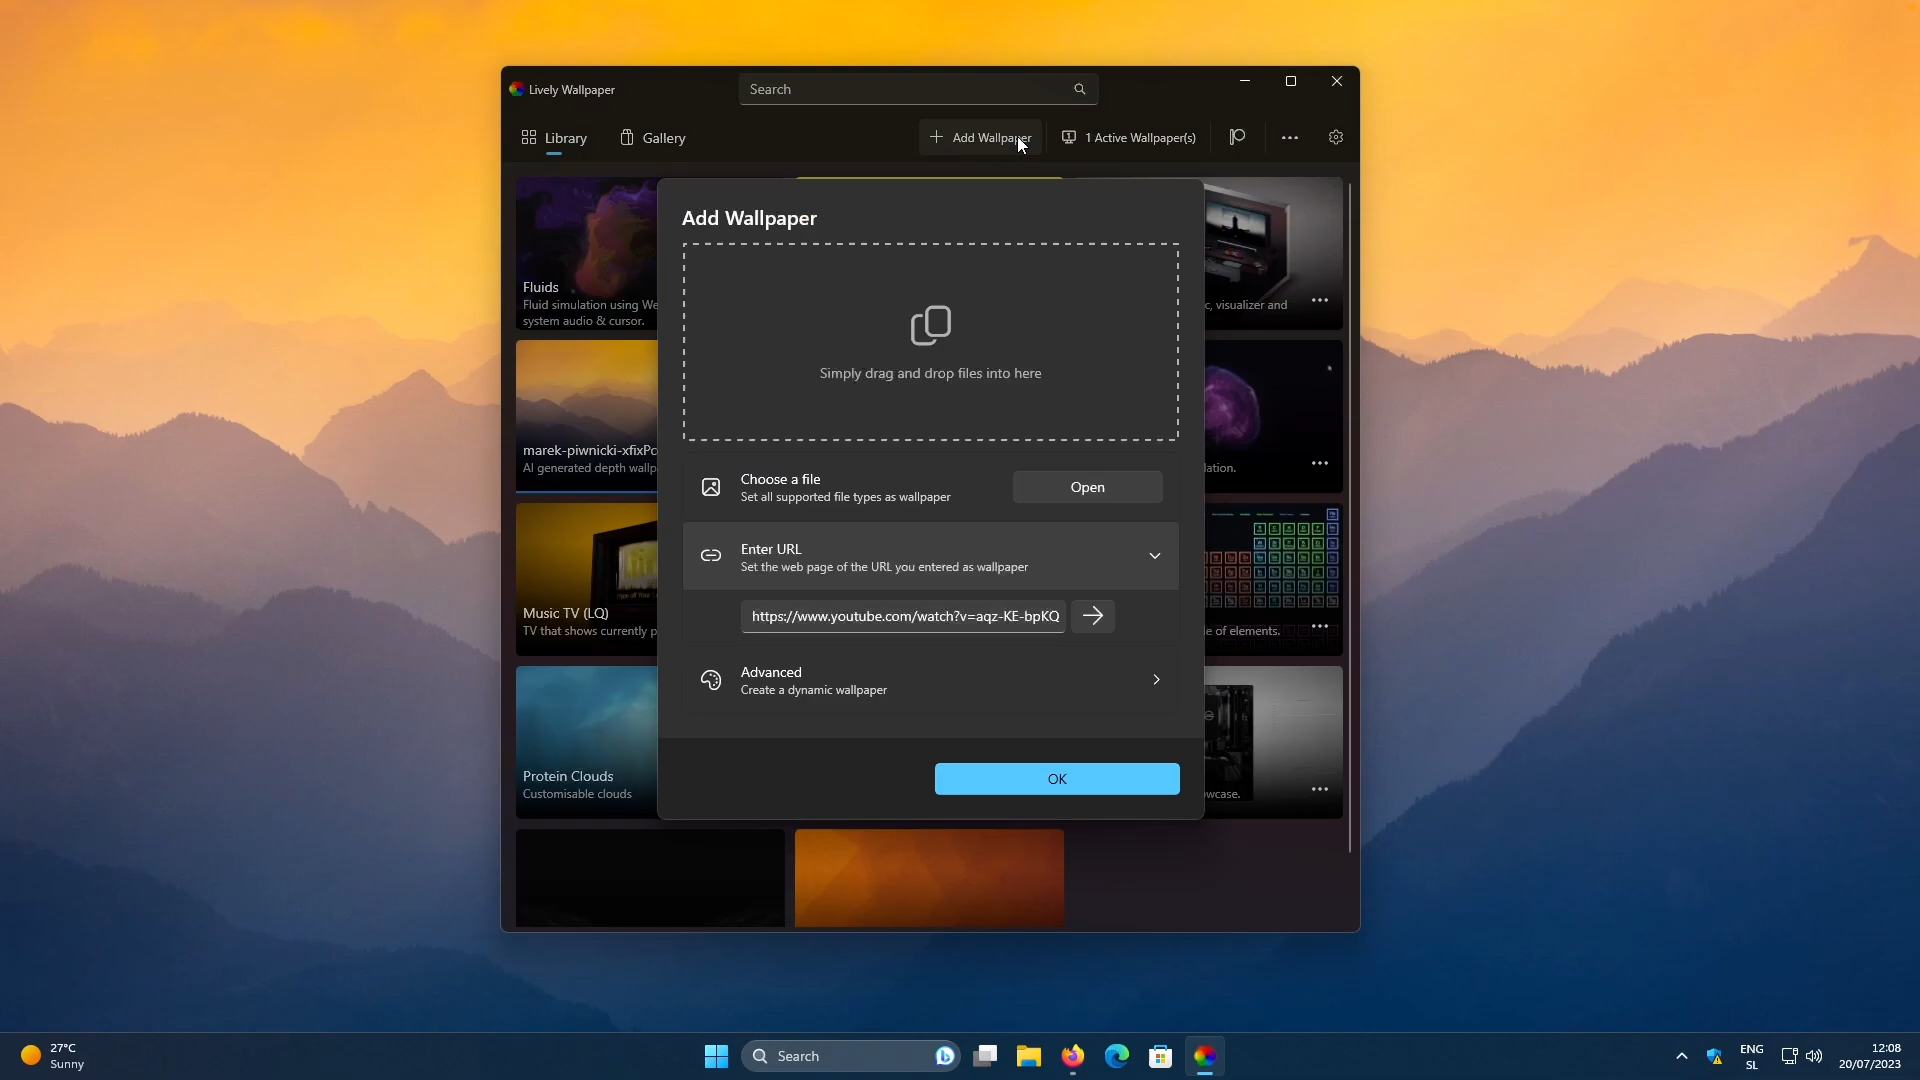 Lively Wallpaper
Search
Library
Gallery
Add Wallpaper
1 Active Wallpaper(s)
Add Wallpaper
Simply drag and drop files into here
Choose a file
Set all supported file types as wallpaper
Open
Enter URL
Set the web page of the URL you entered as wallpaper
https://www.youtube.com/watch?v=aqz-KE-bpKQ
Advanced
Create a dynamic wallpaper
OK
Fluids
Fluid simulation using We
system audio & cursor.
c, visualizer and
marek-piwnicki-xfixPc
AI generated depth wallp
lation.
Music TV (LQ)
TV that shows currently p
le of elements.
Protein Clouds
Customisable clouds
wcase.
27°C
Sunny
Search
ENG
SL
12:08
20/07/2023